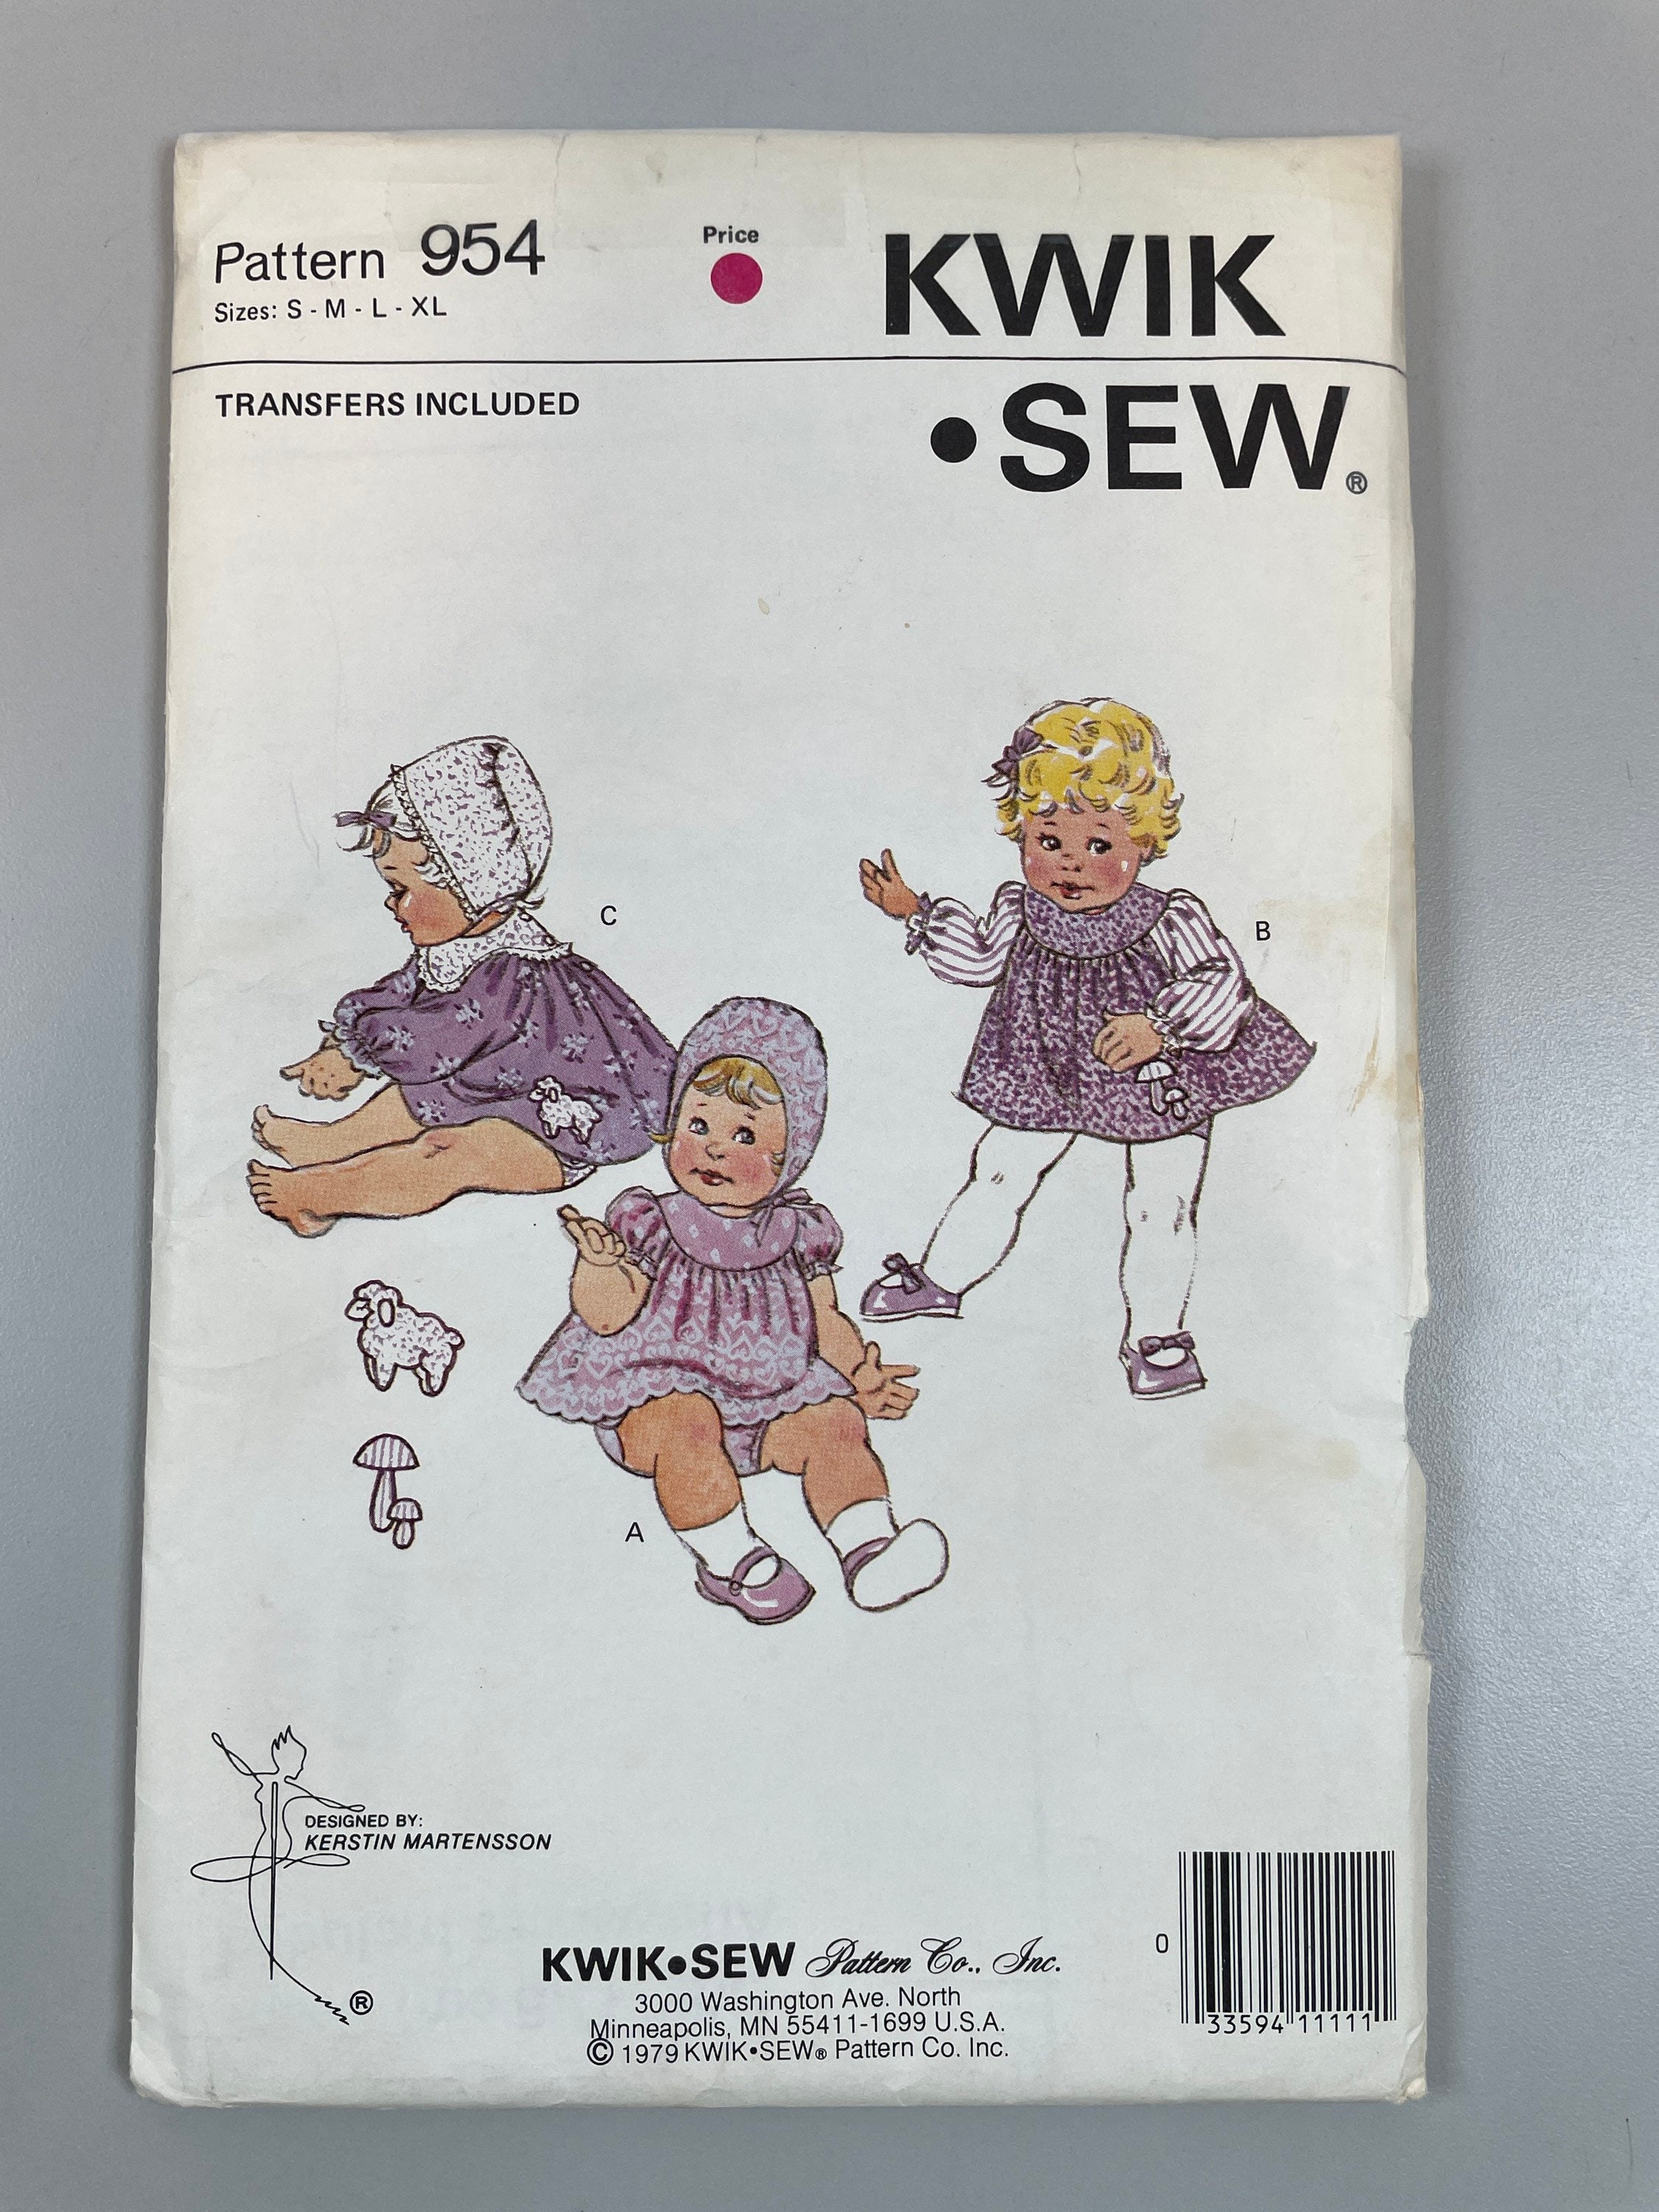 Pattern 954
Price
KWIK
Sizes: S - M - L - XL
TRANSFERS INCLUDED
•SEW®
C
B
A
DESIGNED BY:
KERSTIN MARTENSSON
®
KWIK•SEW Pattern Co., Inc.
3000 Washington Ave. North
Minneapolis, MN 55411-1699 U.S.A.
© 1979 KWIK•SEW® Pattern Co. Inc.
0 33594 11111